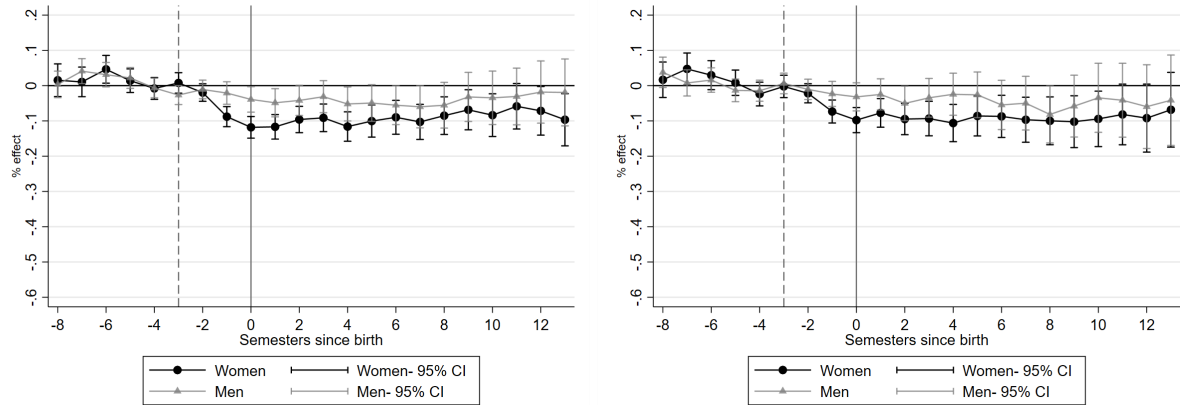 .2
.1
0
-.1
-.2
-.3
-.4
-.5
-.6
% effect
-8 -6 -4 -2 0 2 4 6 8 10 12
Semesters since birth
Women Women- 95% CI
Men Men- 95% CI
.2
.1
0
-.1
-.2
-.3
-.4
-.5
-.6
% effect
-8 -6 -4 -2 0 2 4 6 8 10 12
Semesters since birth
Women Women- 95% CI
Men Men- 95% CI